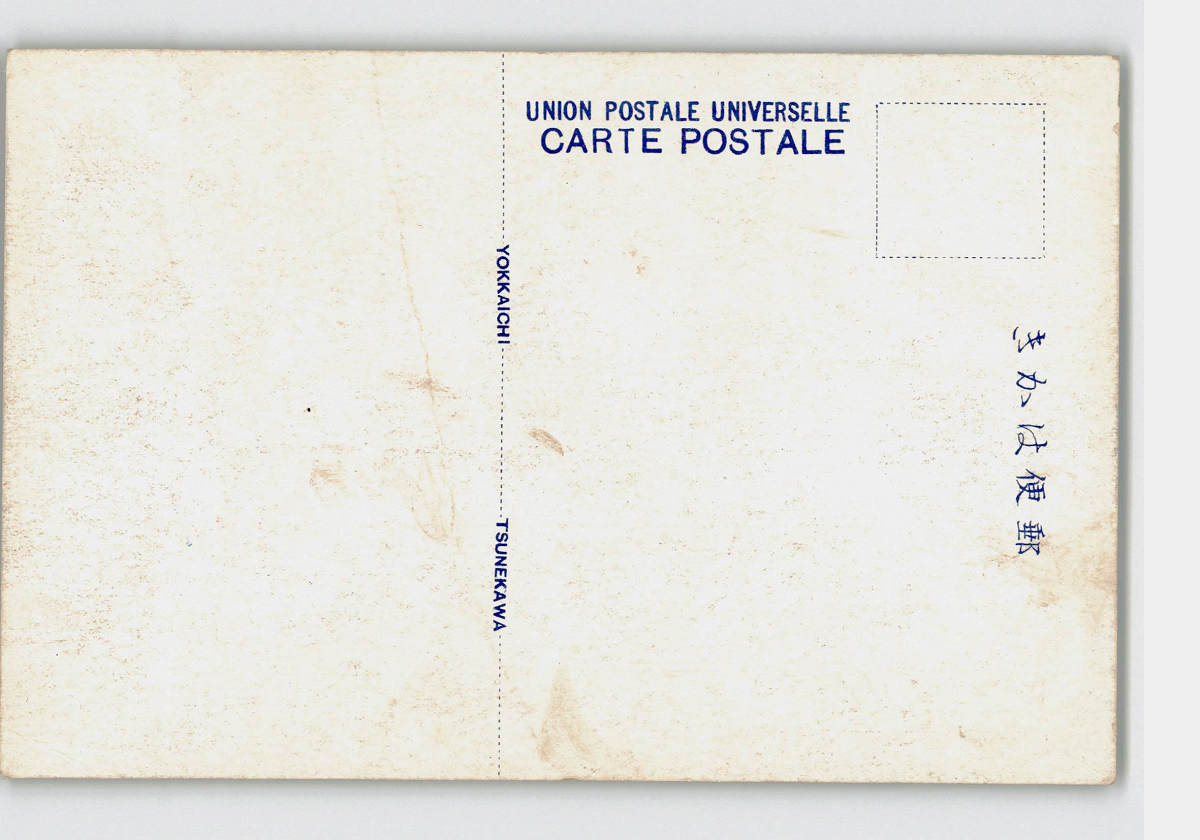 UNION POSTALE UNIVERSELLE
CARTE POSTALE
YOKKAICHI
TSUNEKAWA
郵便はかき